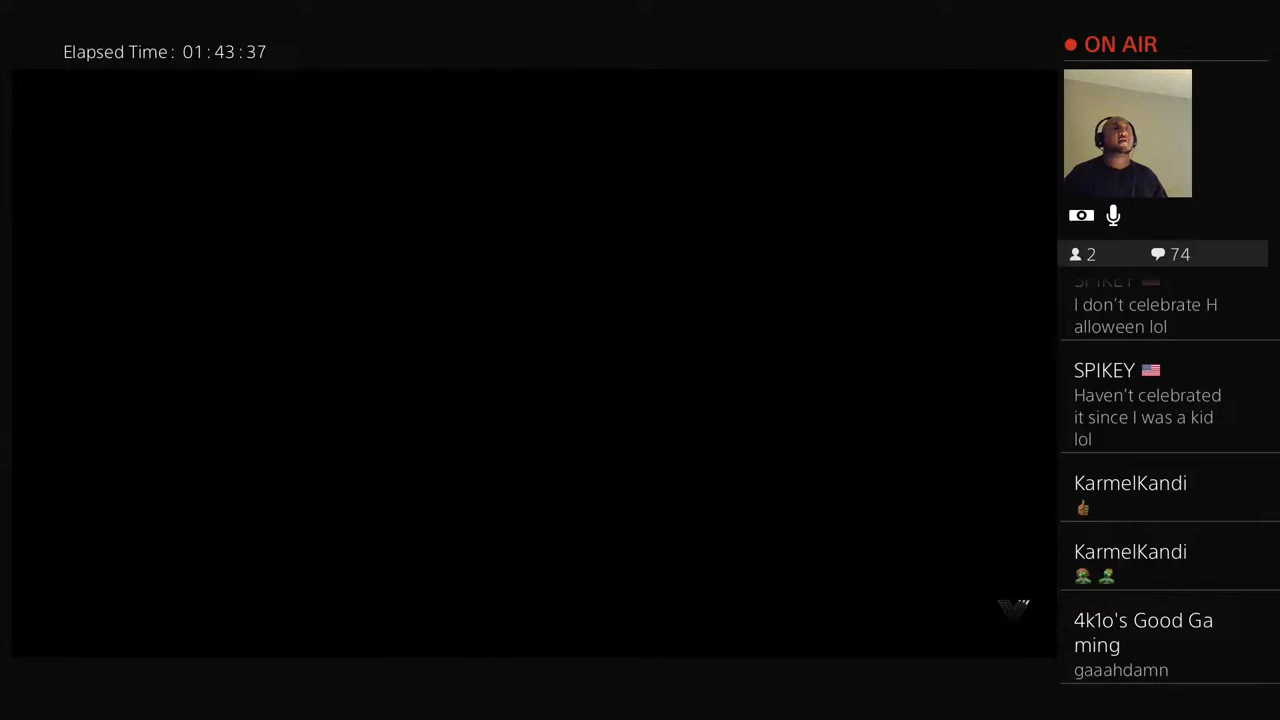 Elapsed Time: 01:43:37
ON AIR
2 74
SPIKEY
I don't celebrate H
alloween lol
SPIKEY
Haven't celebrated
it since I was a kid
lol
KarmelKandi
KarmelKandi
4k1o's Good Ga
ming
gaaahdamn